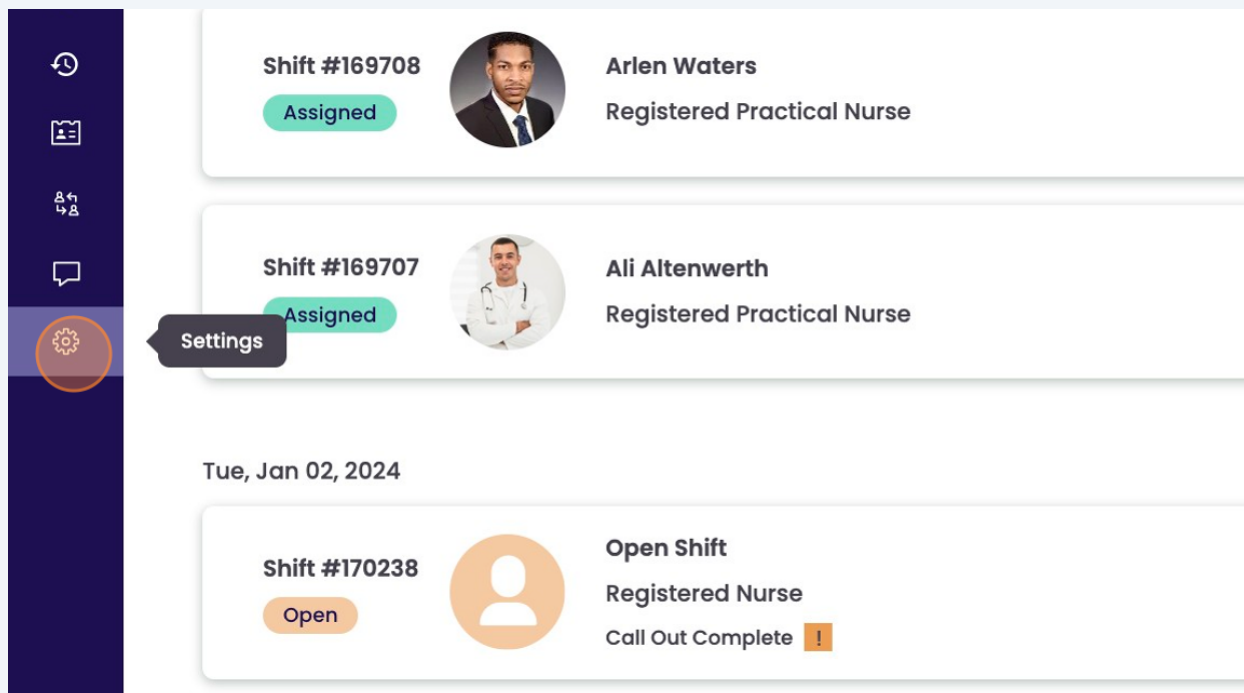 Shift #169708
Assigned
Arlen Waters
Registered Practical Nurse
Shift #169707
Assigned
Ali Altenwerth
Registered Practical Nurse
Settings
Tue, Jan 02, 2024
Shift #170238
Open
Open Shift
Registered Nurse
Call Out Complete !